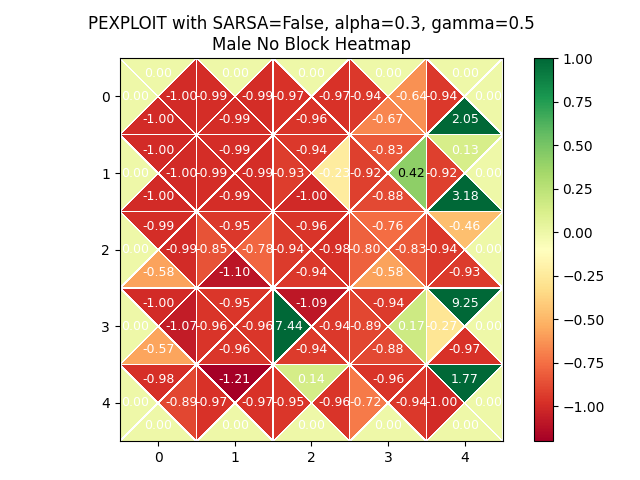 PEXPLOIT with SARSA=False, alpha=0.3, gamma=0.5
Male No Block Heatmap
0.00 0.00 0.00 0.00 0.00
0 0.00 -1.00 -0.99 -0.99 -0.97 -0.97 -0.94 -0.64 -0.94 0.00
-1.00 -0.99 -0.96 -0.67 2.05
-1.00 -0.99 -0.94 -0.83 0.13
1 0.00 -1.00 -0.99 -0.99 -0.93 -0.23 -0.92 0.42 -0.92 0.00
-1.00 -0.99 -1.00 -0.88 3.18
-0.99 -0.95 -0.96 -0.76 -0.46
2 0.00 -0.99 -0.85 -0.78 -0.94 -0.98 -0.80 -0.83 -0.94 0.00
-0.58 -1.10 -0.94 -0.58 -0.93
-1.00 -0.95 -1.09 -0.94 9.25
3 0.00 -1.07 -0.96 -0.96 7.44 -0.94 -0.89 0.17 -0.27 0.00
-0.57 -0.96 -0.94 -0.88 -0.97
-0.98 -1.21 0.14 -0.96 1.77
4 0.00 -0.89 -0.97 -0.97 -0.95 -0.96 -0.72 -0.94 -1.00 0.00
0.00 0.00 0.00 0.00 0.00
0 1 2 3 4
1.00
0.75
0.50
0.25
0.00
−0.25
−0.50
−0.75
−1.00